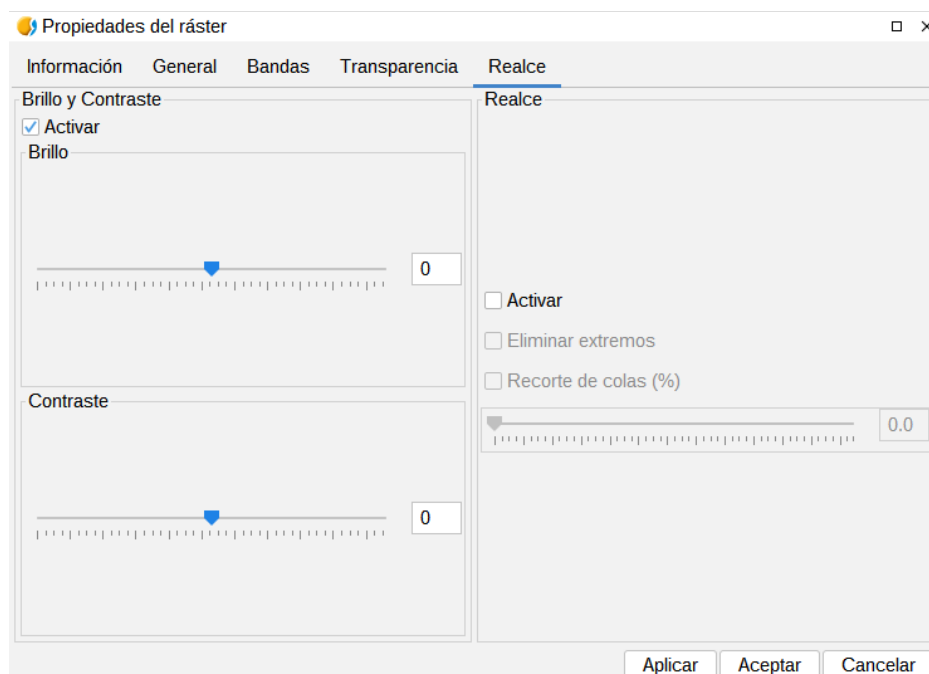 Propiedades del ráster
Información General Bandas Transparencia Realce
Brillo y Contraste
Activar
Brillo
0
Contraste
0
Realce
Activar
Eliminar extremos
Recorte de colas (%)
0.0
Aplicar Aceptar Cancelar